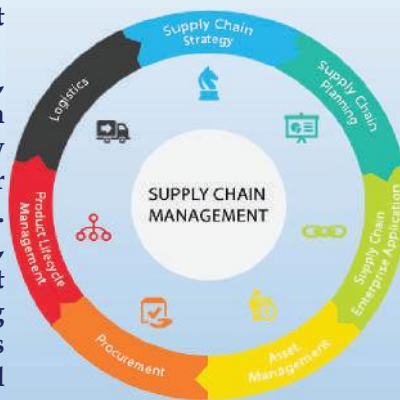 Supply Chain
Strategy
Supply Chain
Planning
Supply Chain
Enterprise Application
Asset
Management
Procurement
Product Lifecycle
Management
Logistics
SUPPLY CHAIN
MANAGEMENT